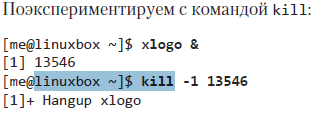 Поэкспериментируем с командой kill:
[me@linuxbox ~]$ xlogo &
[1] 13546
[me@linuxbox ~]$ kill -1 13546
[1]+ Hangup xlogo